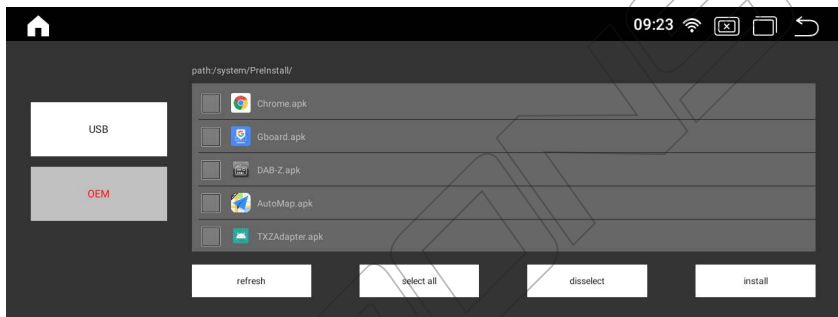 09:23
path:/system/PreInstall/
Chrome.apk
USB
Gboard.apk
DAB-Z.apk
OEM
AutoMap.apk
TXZAdapter.apk
refresh select all disselect install